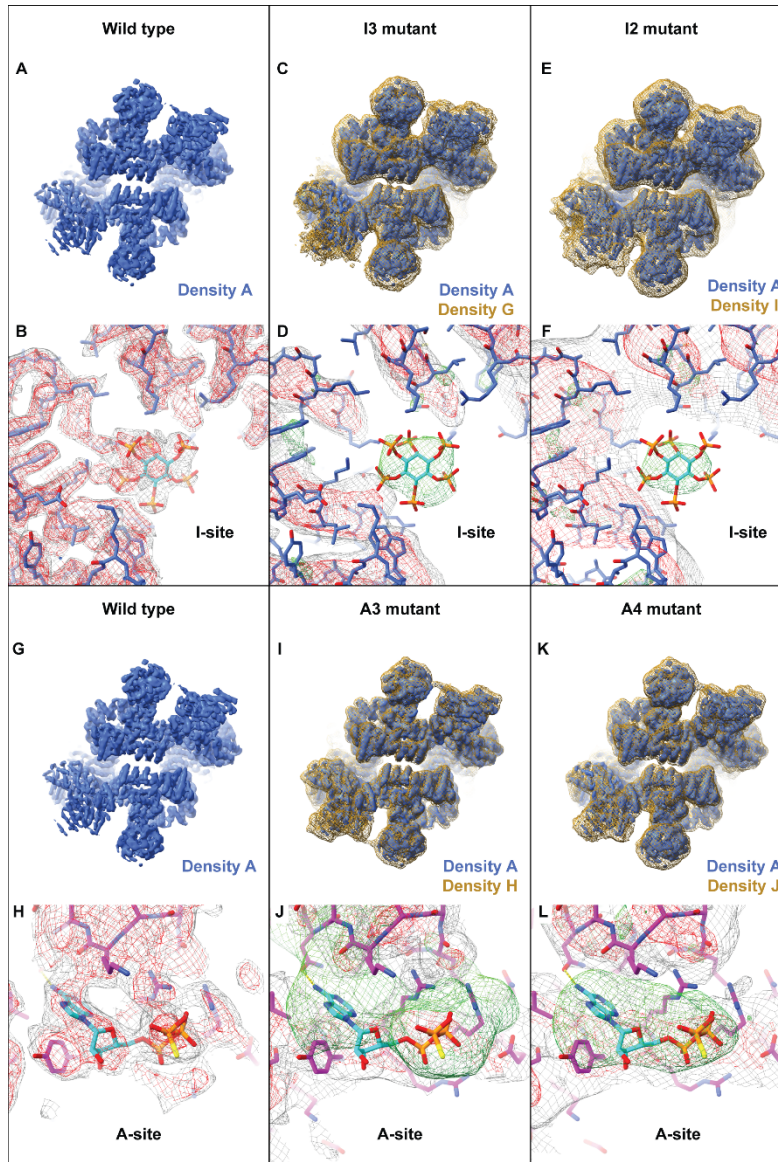 Wild type
I3 mutant
I2 mutant
A
C
E
Density A
Density A
Density G
Density A
Density I
B
D
F
I-site
I-site
I-site
Wild type
A3 mutant
A4 mutant
G
I
K
Density A
Density A
Density H
Density A
Density J
H
J
L
A-site
A-site
A-site